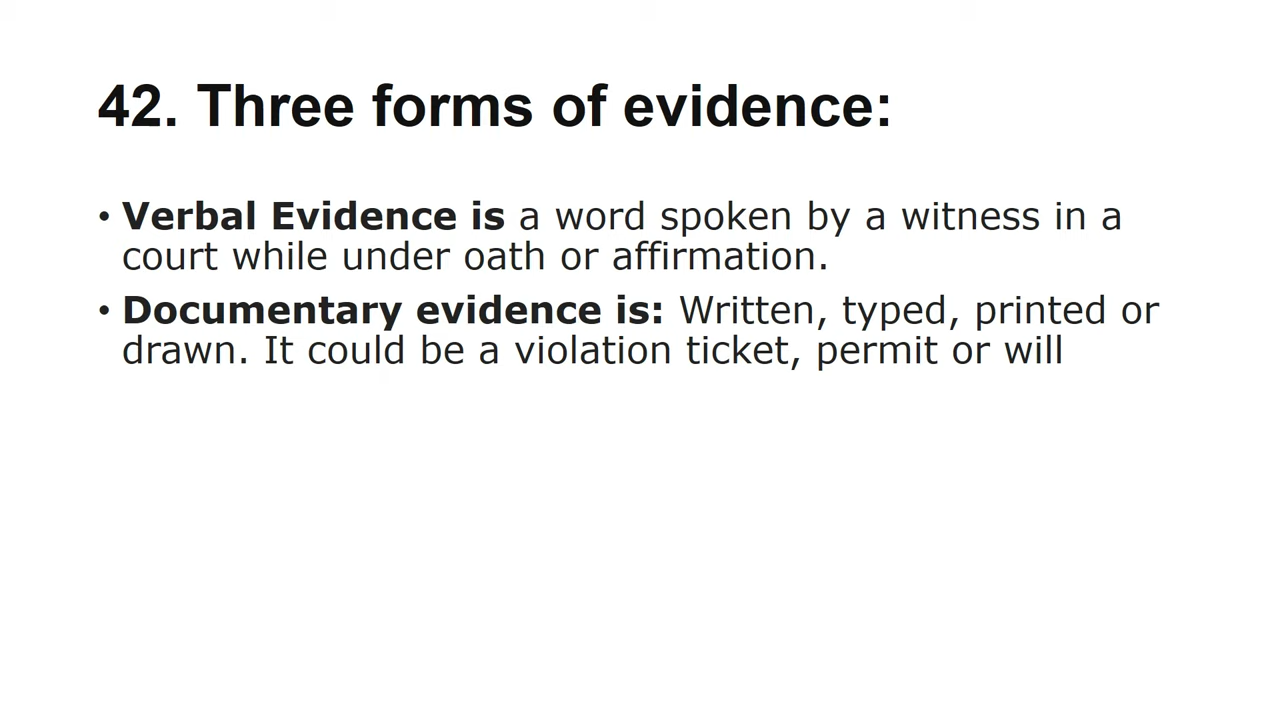 42. Three forms of evidence:
• Verbal Evidence is a word spoken by a witness in a
court while under oath or affirmation.
• Documentary evidence is: Written, typed, printed or
drawn. It could be a violation ticket, permit or will